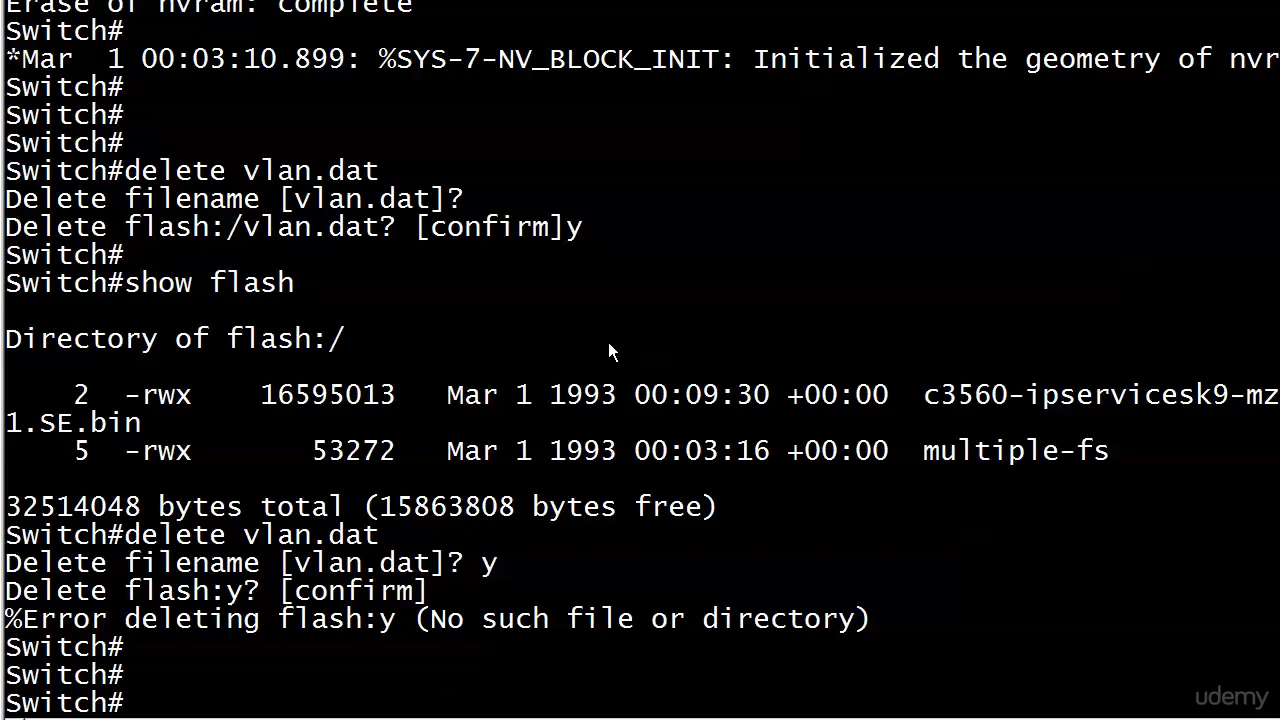 Erase of nvram: complete
Switch#
*Mar  1 00:03:10.899: %SYS-7-NV_BLOCK_INIT: Initialized the geometry of nvr
Switch#
Switch#
Switch#
Switch#delete vlan.dat
Delete filename [vlan.dat]?
Delete flash:/vlan.dat? [confirm]y
Switch#
Switch#show flash
Directory of flash:/
2  -rwx    16595013   Mar 1 1993 00:09:30 +00:00  c3560-ipservicesk9-mz
1.SE.bin
5  -rwx       53272   Mar 1 1993 00:03:16 +00:00  multiple-fs
32514048 bytes total (15863808 bytes free)
Switch#delete vlan.dat
Delete filename [vlan.dat]? y
Delete flash:y? [confirm]
%Error deleting flash:y (No such file or directory)
Switch#
Switch#
Switch#
udemy